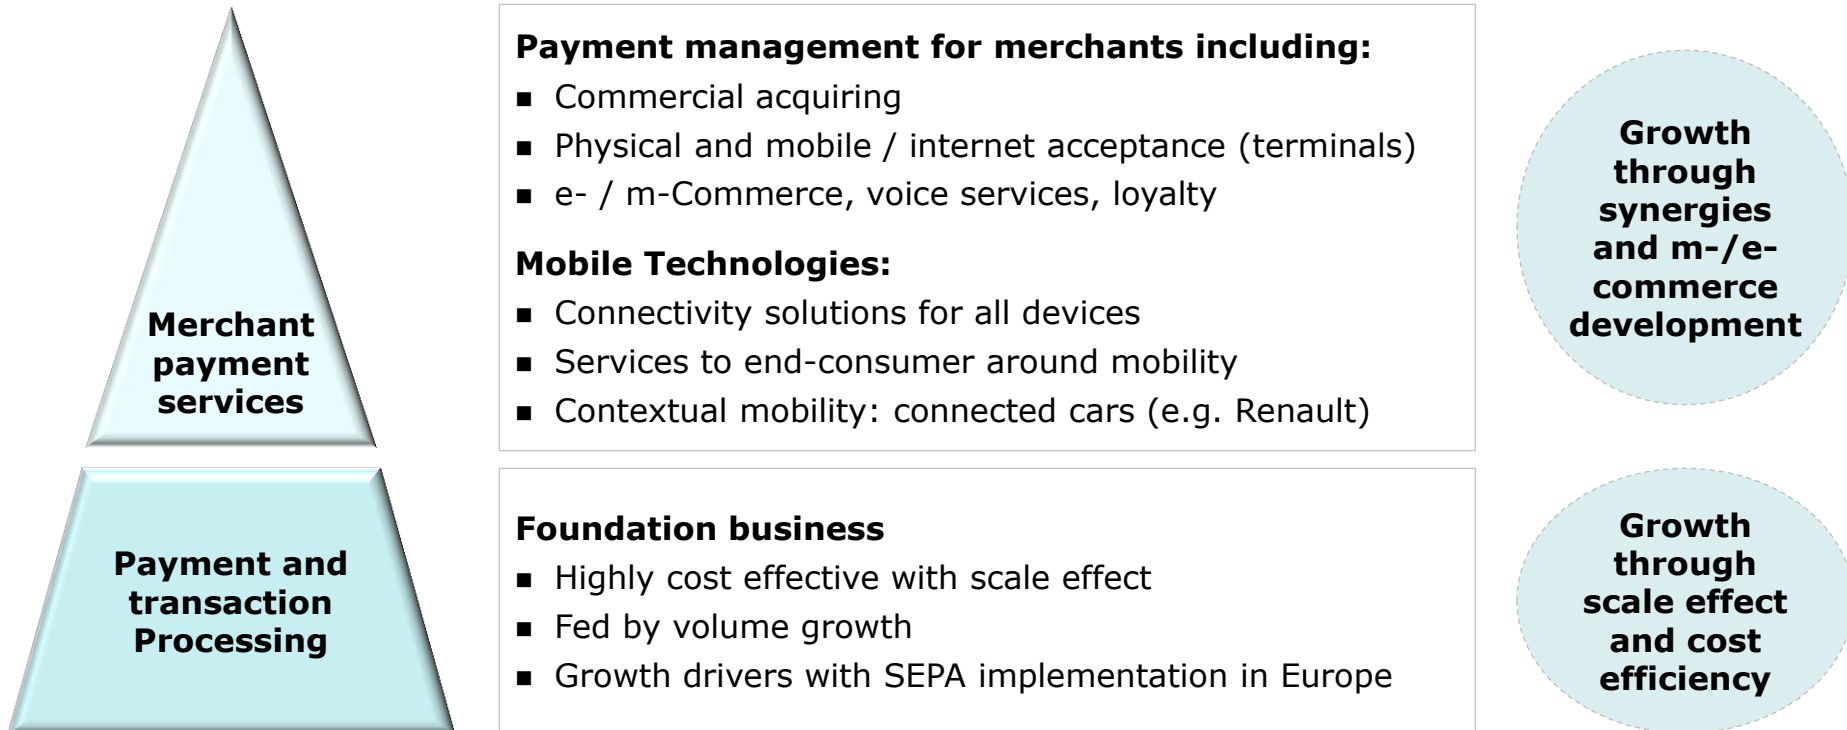 Merchant
payment
services
Payment management for merchants including:
■ Commercial acquiring
■ Physical and mobile / internet acceptance (terminals)
■ e- / m-Commerce, voice services, loyalty
Mobile Technologies:
■ Connectivity solutions for all devices
■ Services to end-consumer around mobility
■ Contextual mobility: connected cars (e.g. Renault)
Growth
through
synergies
and m-/e-
commerce
development
Payment and
transaction
Processing
Foundation business
■ Highly cost effective with scale effect
■ Fed by volume growth
■ Growth drivers with SEPA implementation in Europe
Growth
through
scale effect
and cost
efficiency